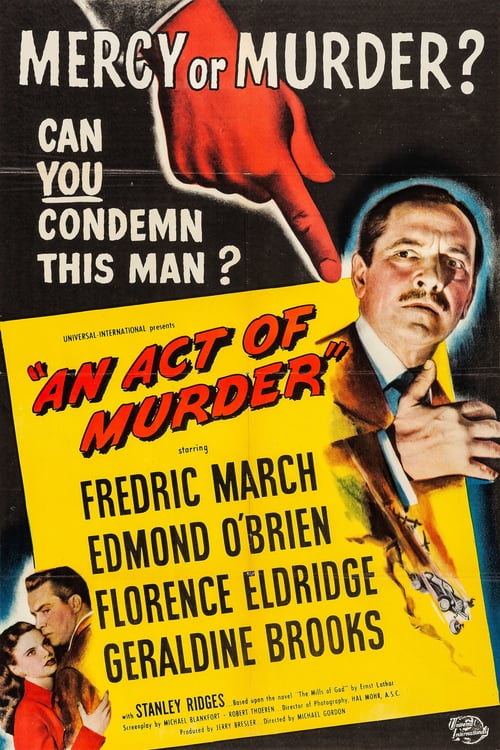 MERCY or MURDER?
CAN
YOU
CONDEMN
THIS MAN?
UNIVERSAL-INTERNATIONAL presents
"AN ACT OF
MURDER"
starring
FREDRIC MARCH
EDMOND O'BRIEN
FLORENCE ELDRIDGE
GERALDINE BROOKS
with STANLEY RIDGES . Based upon the novel "The Mills of God" by Ernst Lothar
Screenplay by MICHAEL BLANKFORT · ROBERT THOEREN . Director of Photography, HAL MOHR, A.S.C.
Produced by JERRY BRESLER . Directed by MICHAEL GORDON
Universal
International